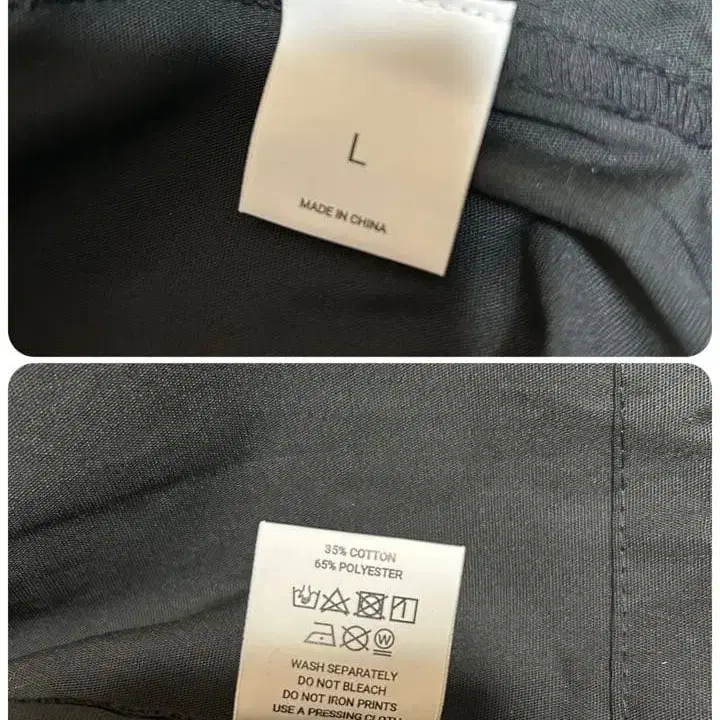 L
MADE IN CHINA
35% COTTON
65% POLYESTER
W
WASH SEPARATELY
DO NOT BLEACH
DO NOT IRON PRINTS
USE A PRESSING CLOTH